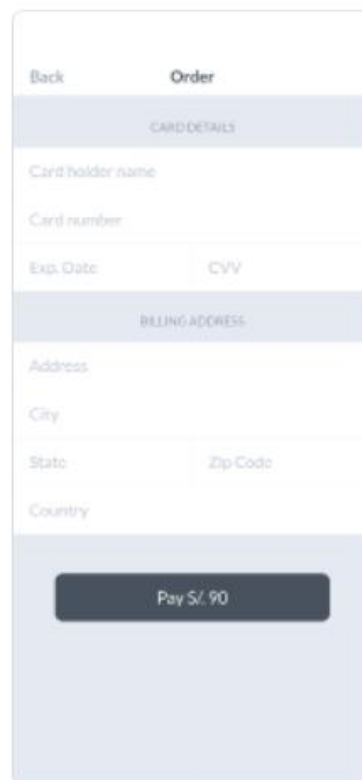 Back Order
CARD DETAILS
Card holder name
Card number
Exp. Date CVV
BILLING ADDRESS
Address
City
State Zip Code
Country
Pay S/. 90